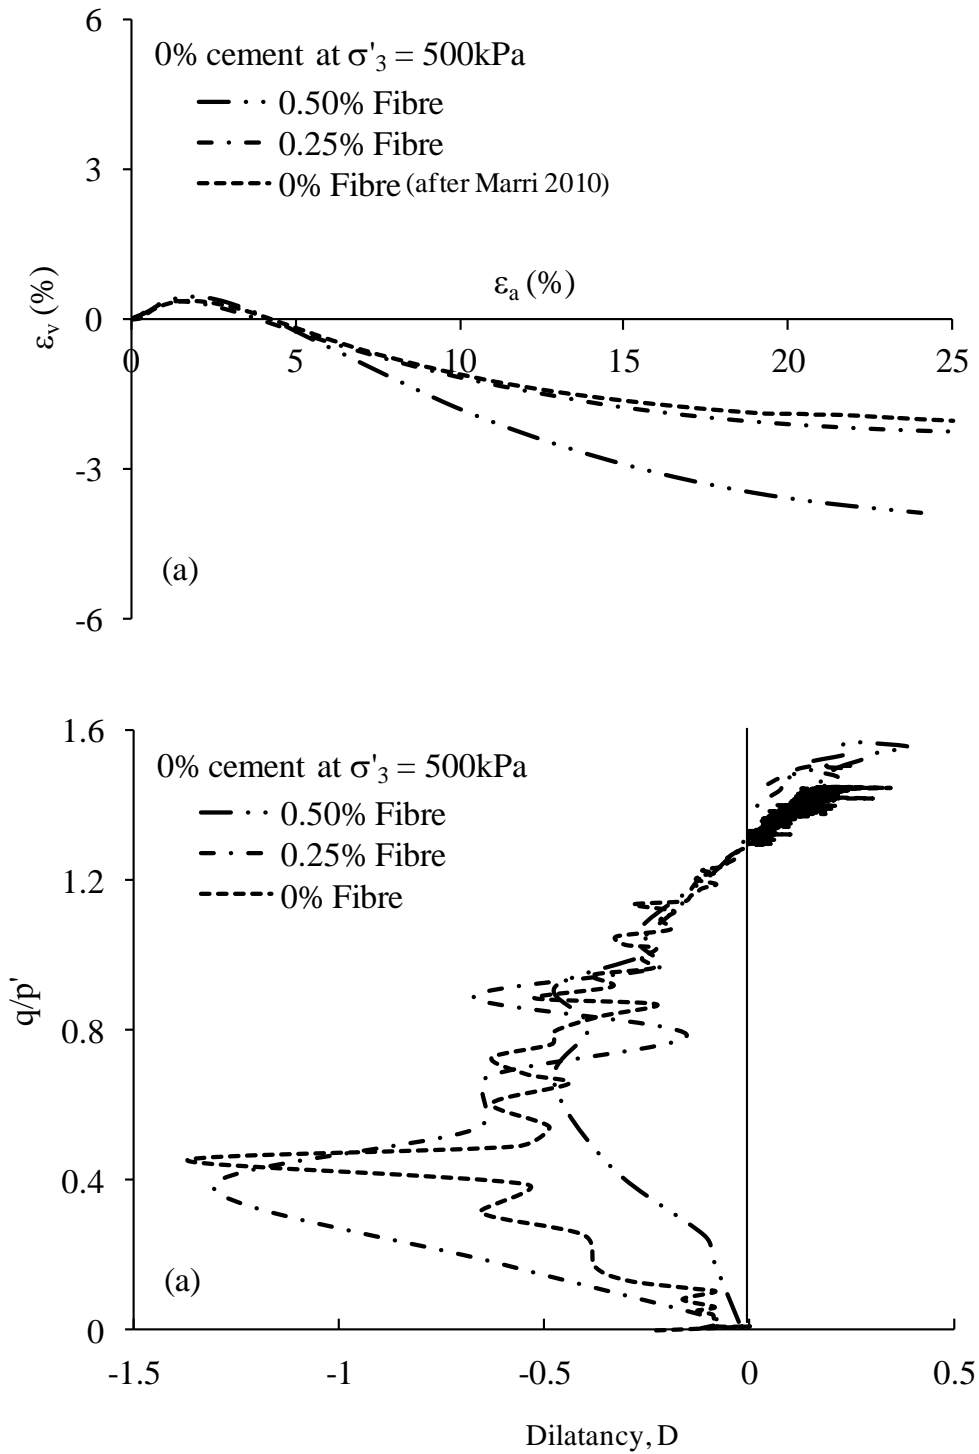 6
0% cement at σ'3 = 500kPa
0.50% Fibre
0.25% Fibre
3
0% Fibre (after Marri 2010)
εa (%)
εv (%)
0
0
5
10
15
20
25
-3
(a)
-6
1.6
0% cement at σ'3 = 500kPa
0.50% Fibre
0.25% Fibre
1.2
0% Fibre
q/p'
0.8
0.4
(a)
0
-1.5
-1
-0.5
0
0.5
Dilatancy, D